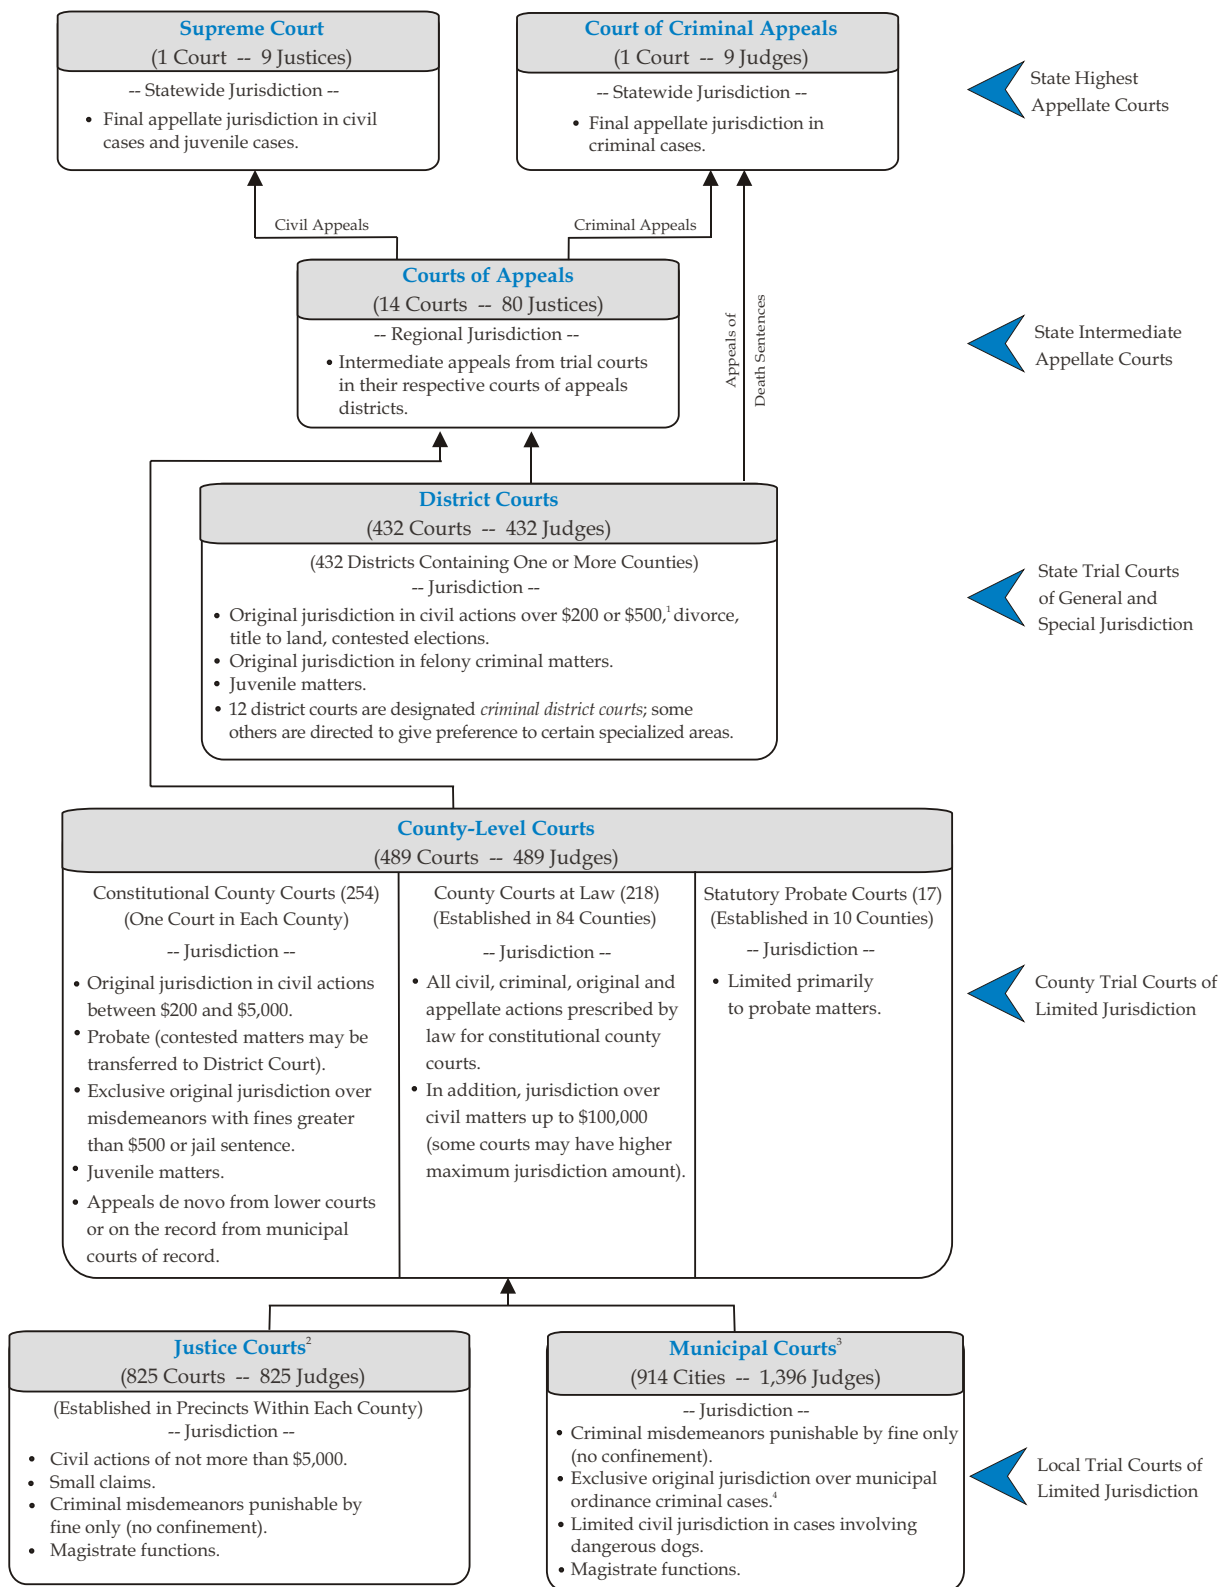 Supreme Court
(1 Court -- 9 Justices)
-- Statewide Jurisdiction --
• Final appellate jurisdiction in civil
cases and juvenile cases.
Court of Criminal Appeals
(1 Court -- 9 Judges)
-- Statewide Jurisdiction --
• Final appellate jurisdiction in
criminal cases.
State Highest
Appellate Courts
Civil Appeals
Criminal Appeals
Courts of Appeals
(14 Courts -- 80 Justices)
-- Regional Jurisdiction --
• Intermediate appeals from trial courts
in their respective courts of appeals
districts.
Appeals of
Death Sentences
State Intermediate
Appellate Courts
District Courts
(432 Courts -- 432 Judges)
(432 Districts Containing One or More Counties)
-- Jurisdiction --
• Original jurisdiction in civil actions over $200 or $500,¹ divorce,
title to land, contested elections.
• Original jurisdiction in felony criminal matters.
• Juvenile matters.
• 12 district courts are designated criminal district courts; some
others are directed to give preference to certain specialized areas.
State Trial Courts
of General and
Special Jurisdiction
County-Level Courts
(489 Courts -- 489 Judges)
Constitutional County Courts (254)
(One Court in Each County)
-- Jurisdiction --
• Original jurisdiction in civil actions
between $200 and $5,000.
• Probate (contested matters may be
transferred to District Court).
• Exclusive original jurisdiction over
misdemeanors with fines greater
than $500 or jail sentence.
• Juvenile matters.
• Appeals de novo from lower courts
or on the record from municipal
courts of record.
County Courts at Law (218)
(Established in 84 Counties)
-- Jurisdiction --
• All civil, criminal, original and
appellate actions prescribed by
law for constitutional county
courts.
• In addition, jurisdiction over
civil matters up to $100,000
(some courts may have higher
maximum jurisdiction amount).
Statutory Probate Courts (17)
(Established in 10 Counties)
-- Jurisdiction --
• Limited primarily
to probate matters.
County Trial Courts of
Limited Jurisdiction
Justice Courts²
(825 Courts -- 825 Judges)
(Established in Precincts Within Each County)
-- Jurisdiction --
• Civil actions of not more than $5,000.
• Small claims.
• Criminal misdemeanors punishable by
fine only (no confinement).
• Magistrate functions.
Municipal Courts³
(914 Cities -- 1,396 Judges)
-- Jurisdiction --
• Criminal misdemeanors punishable by fine only
(no confinement).
• Exclusive original jurisdiction over municipal
ordinance criminal cases.⁴
• Limited civil jurisdiction in cases involving
dangerous dogs.
• Magistrate functions.
Local Trial Courts of
Limited Jurisdiction